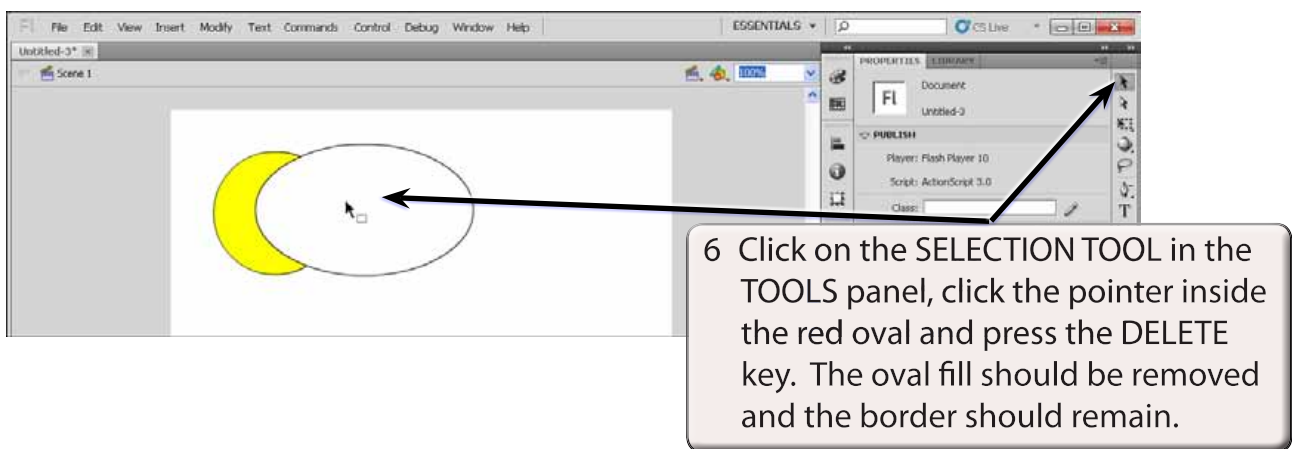 Fl File Edit View Insert Modify Text Commands Control Debug Window Help ESSENTIALS CS Live
Untitled-3*
Scene 1 100%
PROPERTIES LIBRARY
Fl Document
Untitled-3
PUBLISH
Player: Flash Player 10
Script: ActionScript 3.0
Class:
T
6 Click on the SELECTION TOOL in the
TOOLS panel, click the pointer inside
the red oval and press the DELETE
key. The oval fill should be removed
and the border should remain.